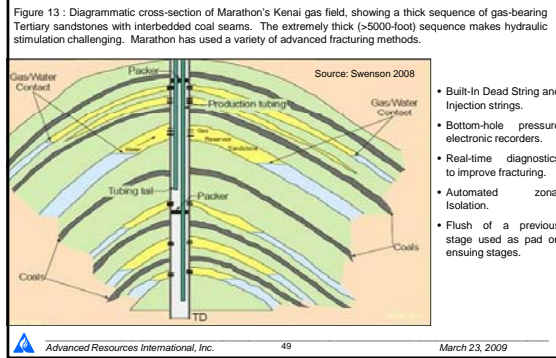 Figure 13 : Diagrammatic cross-section of Marathon's Kenai gas field, showing a thick sequence of gas-bearing
Tertiary sandstones with interbedded coal seams. The extremely thick (>5000-foot) sequence makes hydraulic
stimulation challenging. Marathon has used a variety of advanced fracturing methods.
Source: Swenson 2008
Packer
Gas/Water
Contact
Production tubing
Gas/Water
Contact
Gas
Reservoir
Sandstone
Water
Tubing tail
Packer
Coals
Coals
TD
• Built-In Dead String and
Injection strings.
• Bottom-hole pressure
electronic recorders.
• Real-time diagnostics
to improve fracturing.
• Automated zonal
Isolation.
• Flush of a previous
stage used as pad on
ensuing stages.
Advanced Resources International, Inc.
49
March 23, 2009